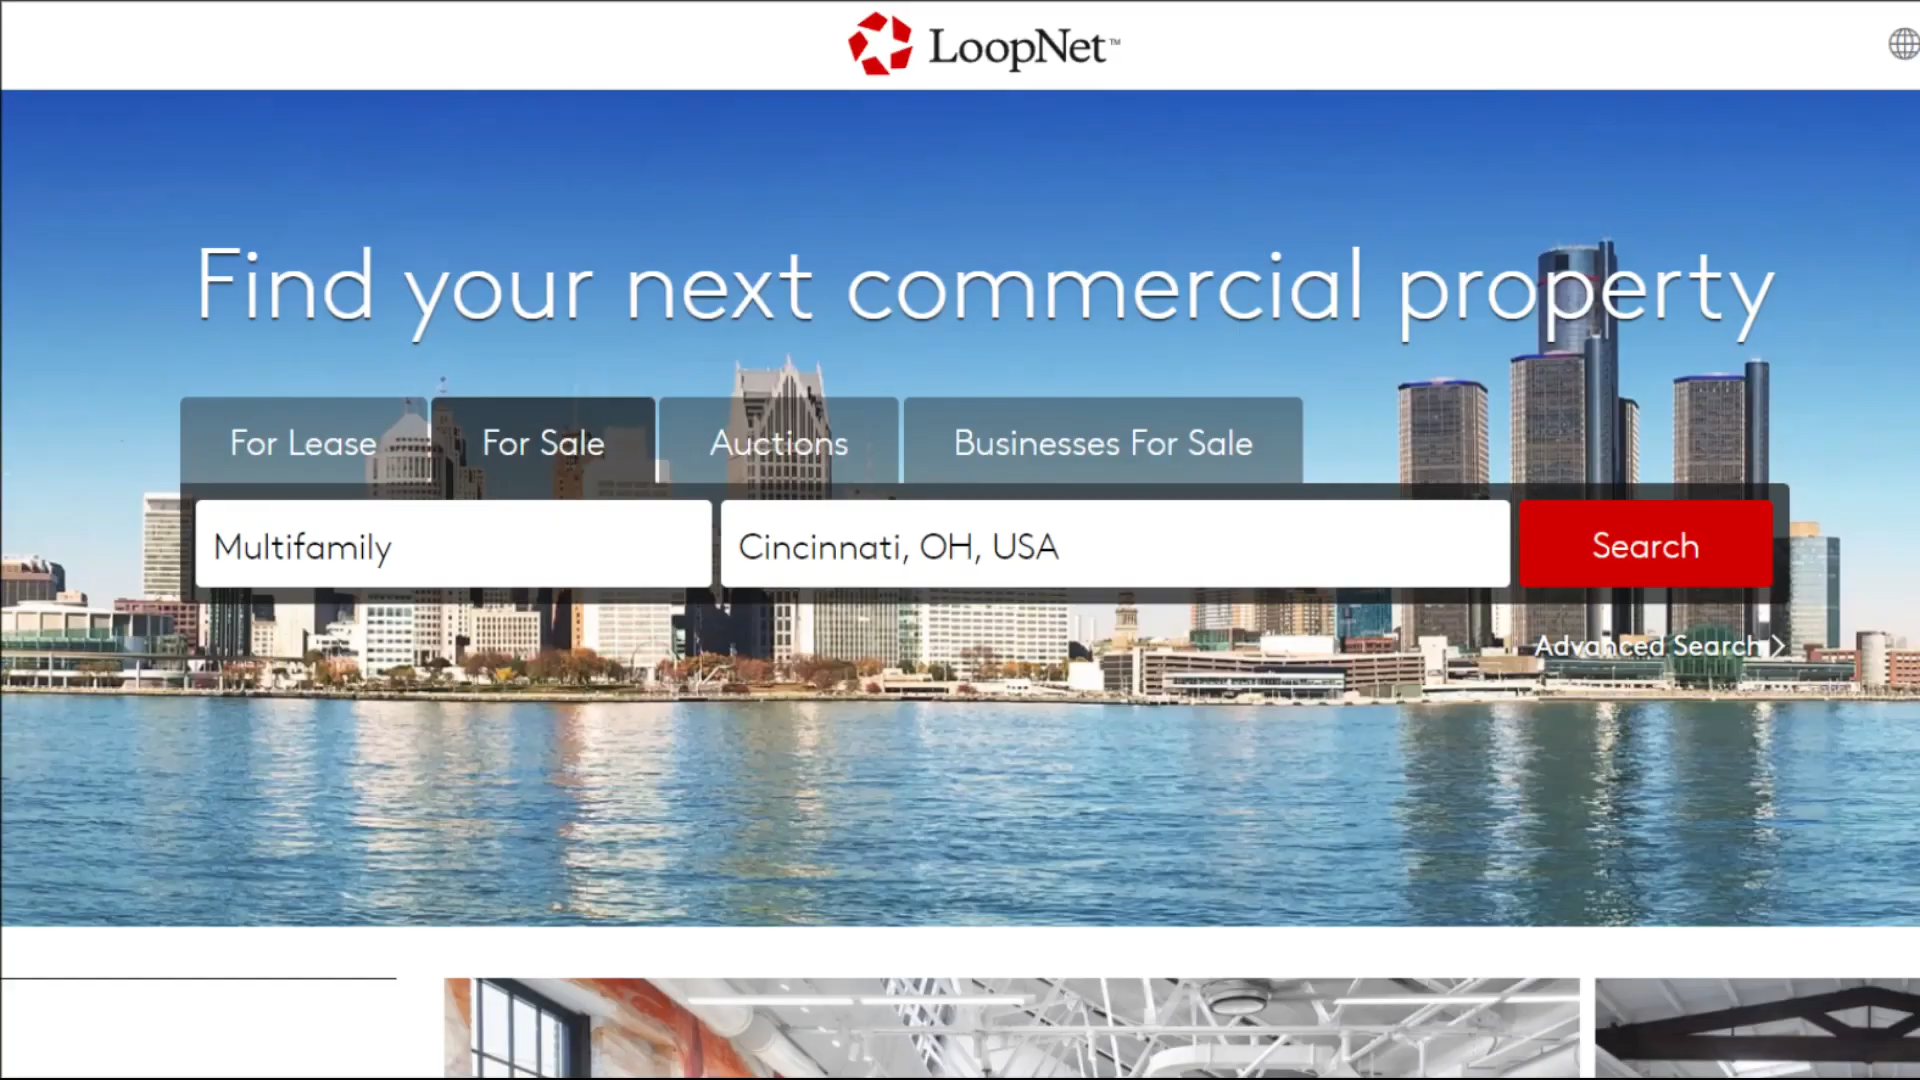 LoopNet™
Find your next commercial property
For Lease
For Sale
Auctions
Businesses For Sale
Multifamily
Cincinnati, OH, USA
Search
Advanced Search